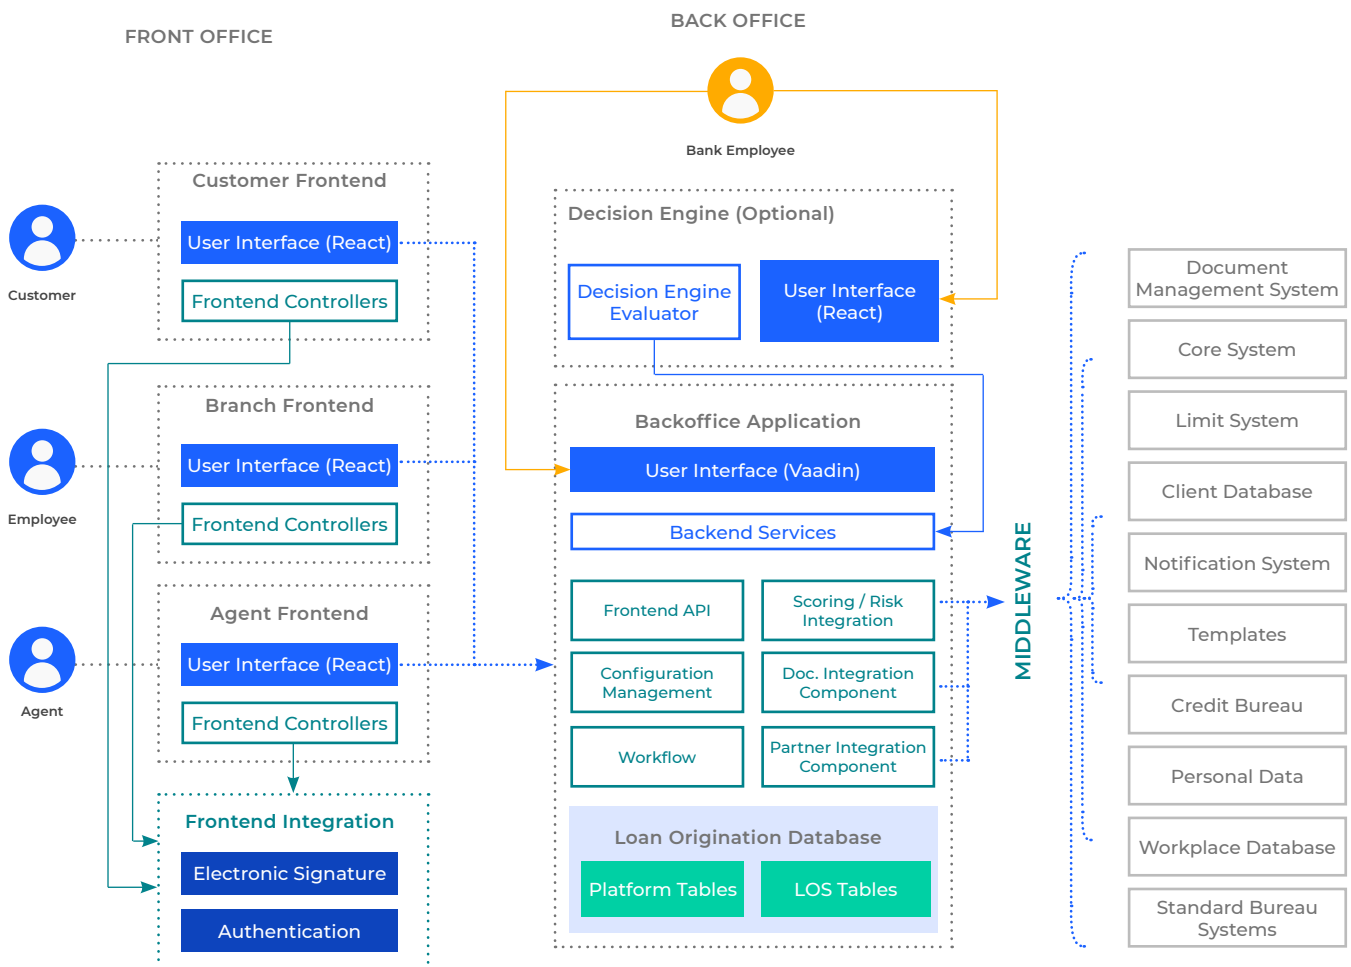 FRONT OFFICE
BACK OFFICE
Bank Employee
Customer Frontend
User Interface (React)
Frontend Controllers
Customer
Branch Frontend
User Interface (React)
Frontend Controllers
Employee
Agent Frontend
User Interface (React)
Frontend Controllers
Agent
Frontend Integration
Electronic Signature
Authentication
Decision Engine (Optional)
Decision Engine
Evaluator
User Interface
(React)
Backoffice Application
User Interface (Vaadin)
Backend Services
Frontend API
Scoring / Risk
Integration
Configuration
Management
Doc. Integration
Component
Workflow
Partner Integration
Component
Loan Origination Database
Platform Tables
LOS Tables
MIDDLEWARE
Document
Management System
Core System
Limit System
Client Database
Notification System
Templates
Credit Bureau
Personal Data
Workplace Database
Standard Bureau
Systems